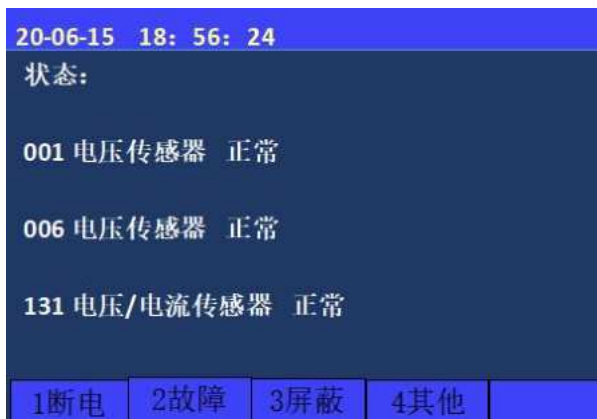 20-06-15 18：56：24
状态：
001 电压传感器 正常
006 电压传感器 正常
131 电压/电流传感器 正常
1断电 2故障 3屏蔽 4其他